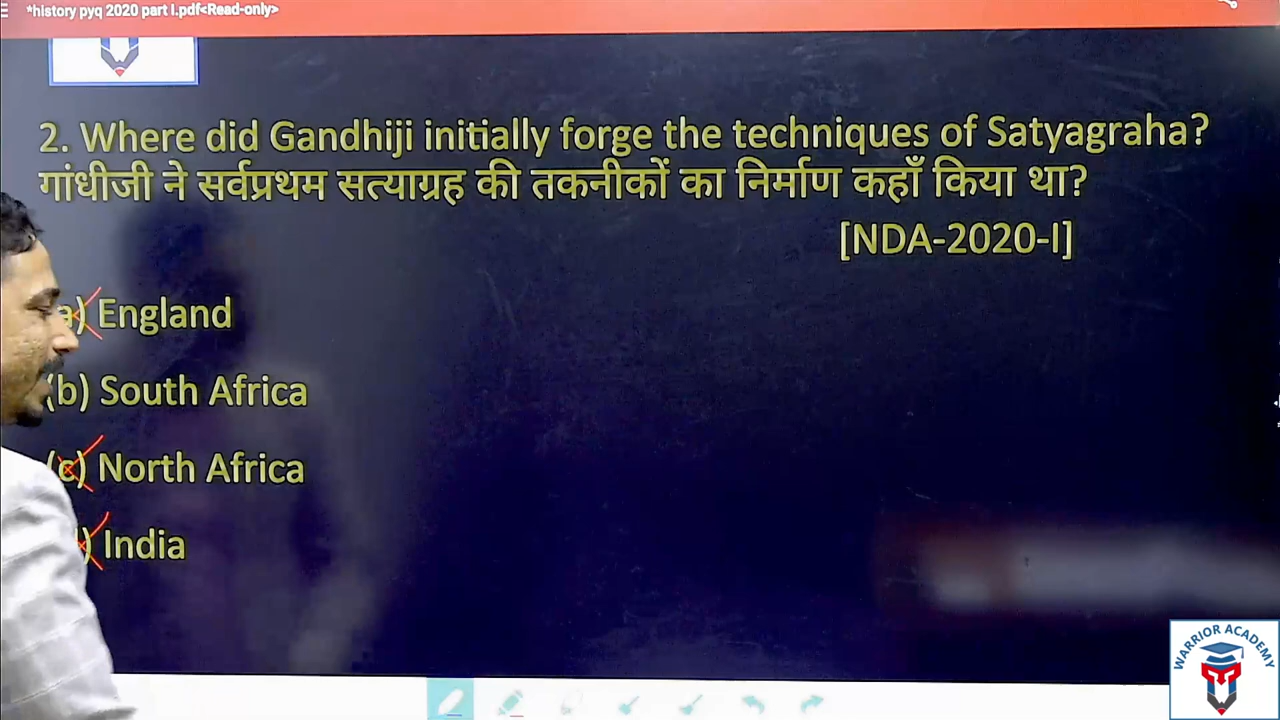 *history pyq 2020 part I.pdf<Read-only>
2. Where did Gandhiji initially forge the techniques of Satyagraha?
गांधीजी ने सर्वप्रथम सत्याग्रह की तकनीकों का निर्माण कहाँ किया था?
[NDA-2020-I]
a) England
(b) South Africa
(c) North Africa
) India
WARRIOR ACADEMY